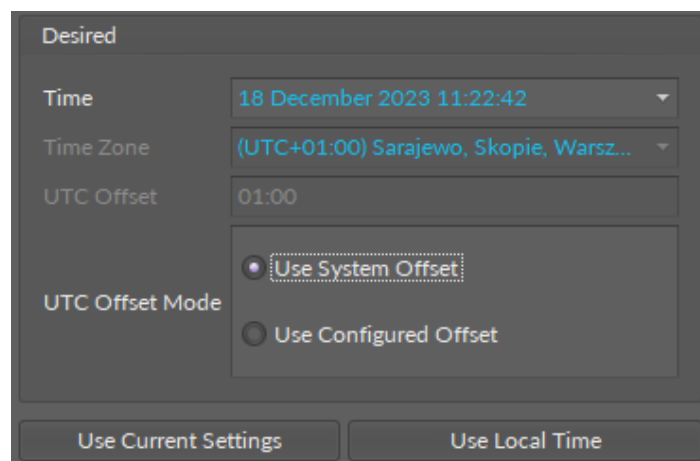 Desired
Time 18 December 2023 11:22:42
Time Zone (UTC+01:00) Sarajewo, Skopie, Warsz...
UTC Offset 01:00
UTC Offset Mode
Use System Offset
Use Configured Offset
Use Current Settings Use Local Time